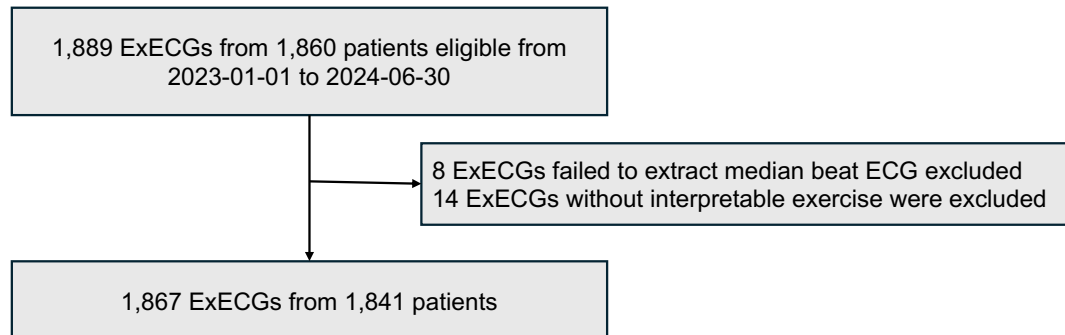 1,889 ExECGs from 1,860 patients eligible from
2023-01-01 to 2024-06-30
8 ExECGs failed to extract median beat ECG excluded
14 ExECGs without interpretable exercise were excluded
1,867 ExECGs from 1,841 patients